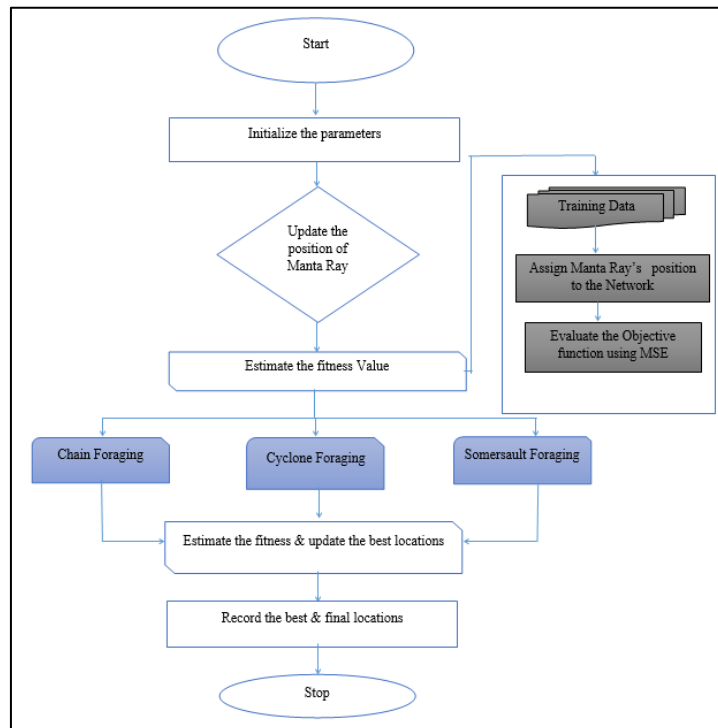 Start
Initialize the parameters
Update the
position of
Manta Ray
Training Data
Assign Manta Ray's position
to the Network
Evaluate the Objective
function using MSE
Estimate the fitness Value
Chain Foraging
Cyclone Foraging
Somersault Foraging
Estimate the fitness & update the best locations
Record the best & final locations
Stop